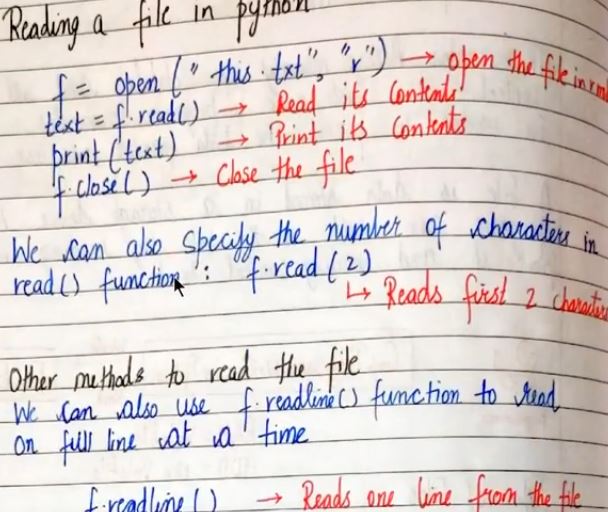 Reading a file in python
f = open ("this.txt", "r") → open the file in r
text = f.read() → Read its Contents!
print (text) → Print its Contents
f.close() → Close the file
We can also specify the number of characters in
read() function : f.read (2)
↳ Reads first 2 characters
Other methods to read the file
We can also use f.readline() function to read
on full line at a time
f.readline() → Reads one line from the file